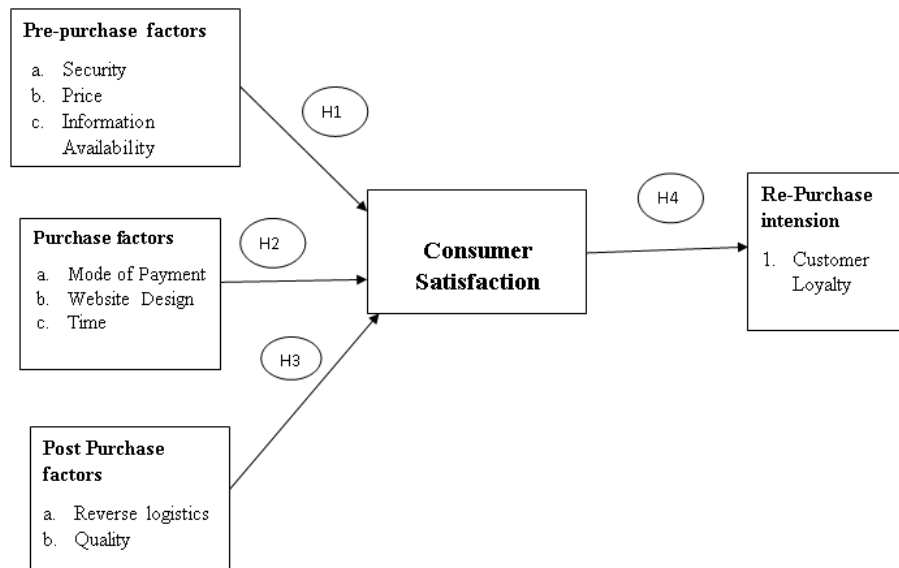 Pre-purchase factors
a. Security
b. Price
c. Information
Availability
H1
Purchase factors
a. Mode of Payment
b. Website Design
c. Time
H2
Post Purchase
factors
a. Reverse logistics
b. Quality
H3
Consumer
Satisfaction
H4
Re-Purchase
intension
1. Customer
Loyalty